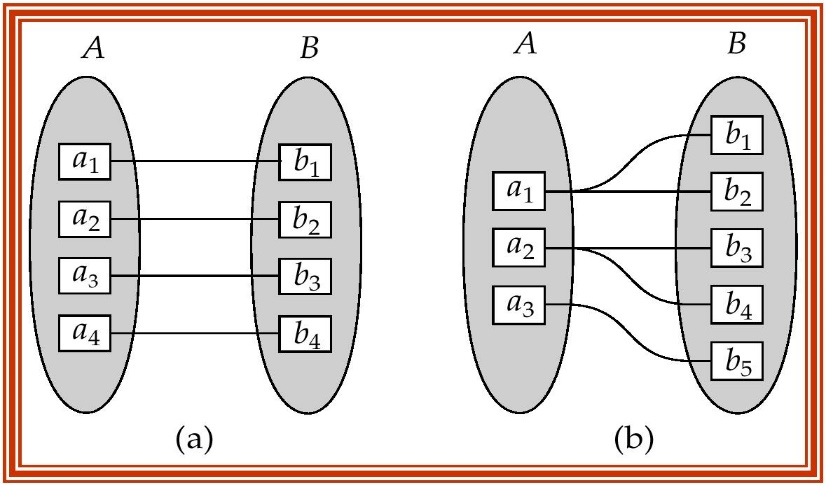 A B
a1 b1
a2 b2
a3 b3
a4 b4
(a)
A B
b1
a1 b2
a2 b3
a3 b4
b5
(b)